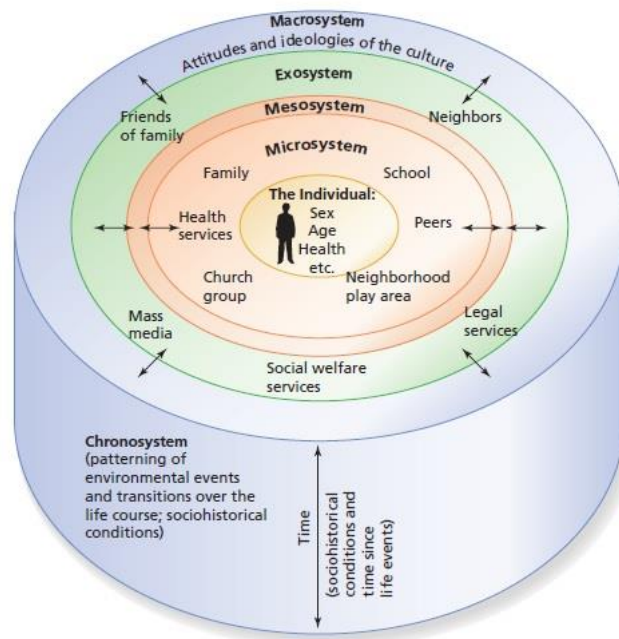 Macrosystem
Attitudes and ideologies of the culture
Exosystem
Mesosystem
Friends
of family
Neighbors
Microsystem
Family
School
The Individual:
Sex
Age
Health
etc.
Health
services
Peers
Church
group
Neighborhood
play area
Mass
media
Legal
services
Social welfare
services
Chronosystem
(patterning of
environmental events
and transitions over the
life course; sociohistorical
conditions)
Time
(sociohistorical
conditions and
time since
life events)